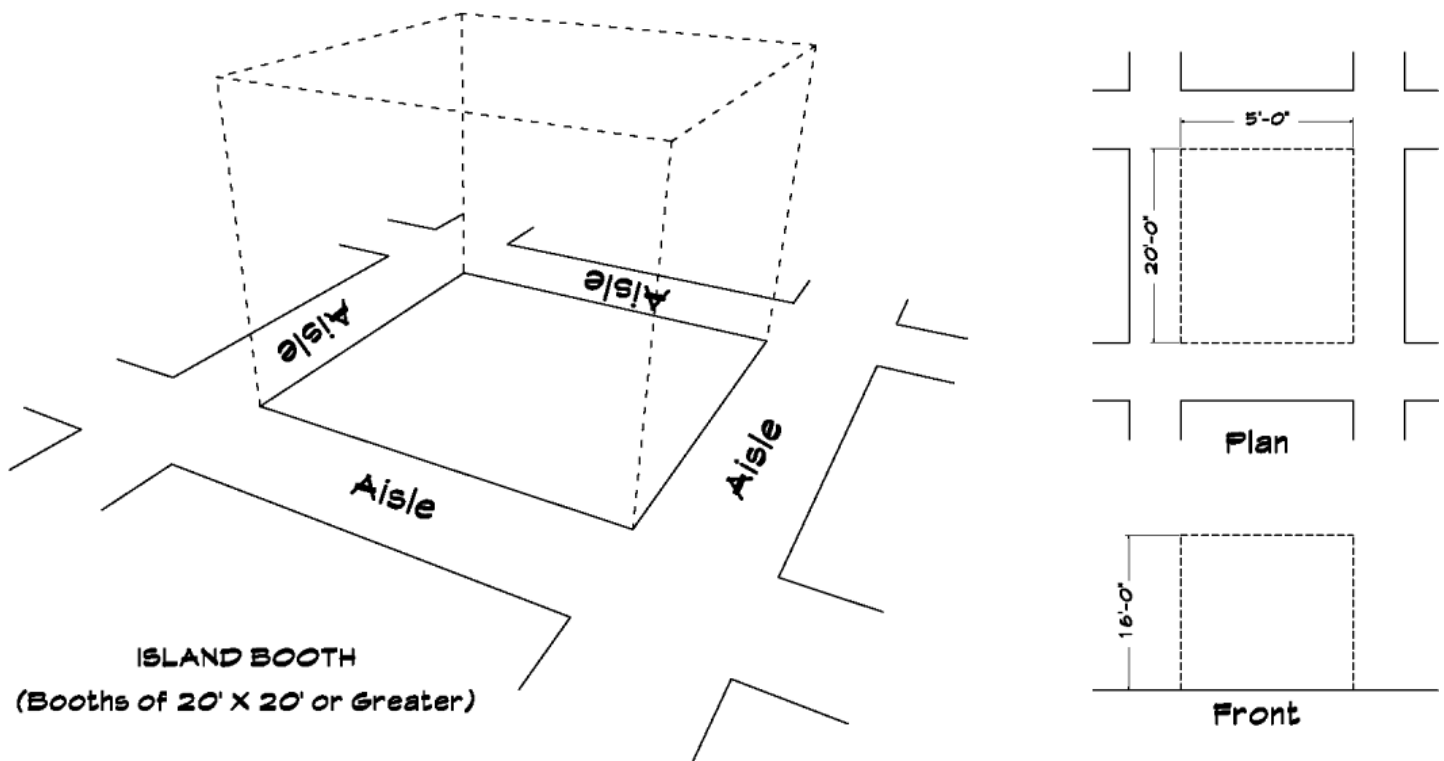 Aisle
Aisle
Aisle
Aisle
ISLAND BOOTH
(Booths of 20' X 20' or Greater)
5'-0"
20'-0"
Plan
16'-0"
Front